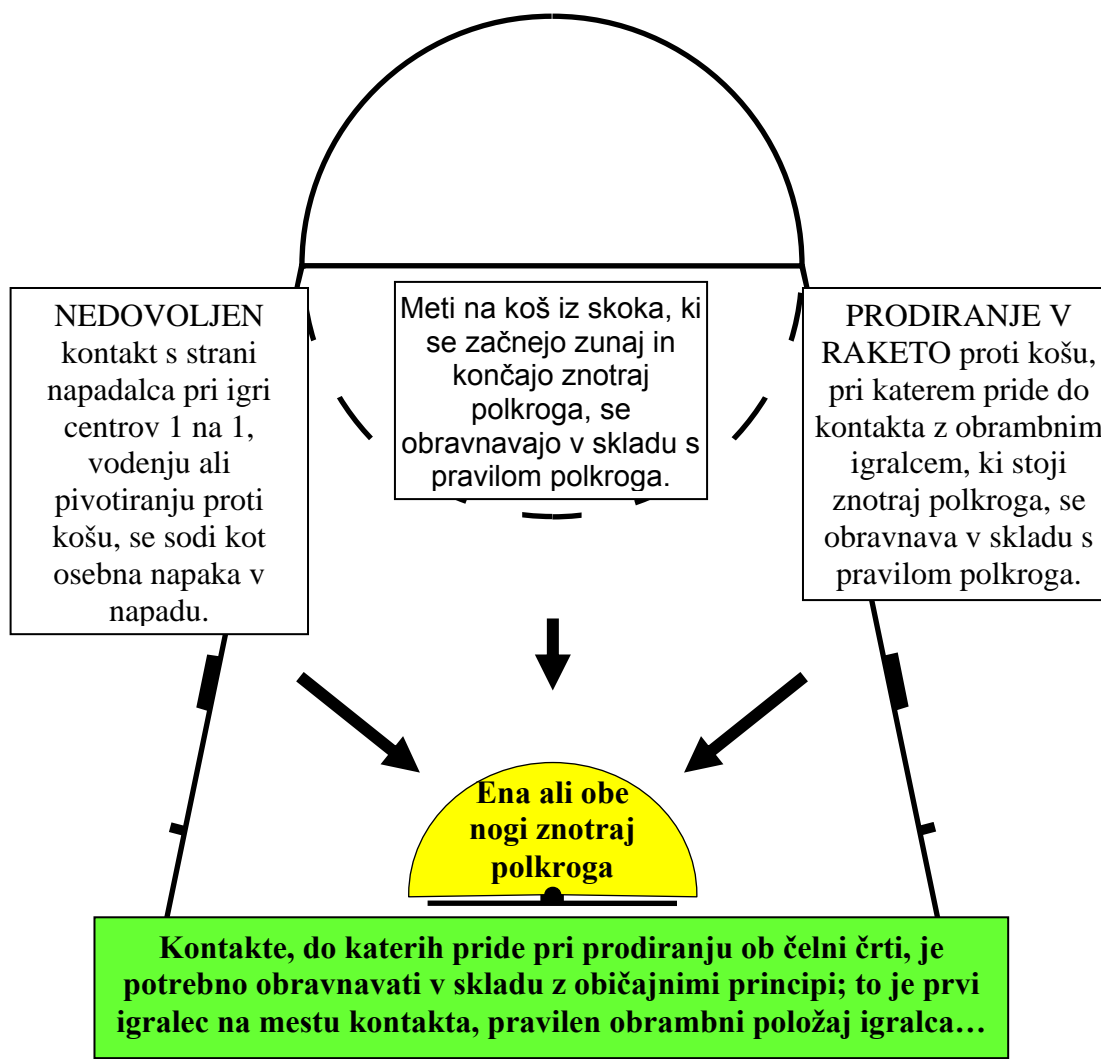 NEDOVOLJEN
kontakt s strani
napadalca pri igri
centrov 1 na 1,
vodenju ali
pivotiranju proti
košu, se sodi kot
osebna napaka v
napadu.
Meti na koš iz skoka, ki
se začnejo zunaj in
končajo znotraj
polkroga, se
obravnavajo v skladu s
pravilom polkroga.
PRODIRANJE V
RAKETO proti košu,
pri katerem pride do
kontakta z obrambnim
igralcem, ki stoji
znotraj polkroga, se
obravnava v skladu s
pravilom polkroga.
Ena ali obe
nogi znotraj
polkroga
Kontakte, do katerih pride pri prodiranju ob čelni črti, je
potrebno obravnavati v skladu z običajnimi principi; to je prvi
igralec na mestu kontakta, pravilen obrambni položaj igralca…